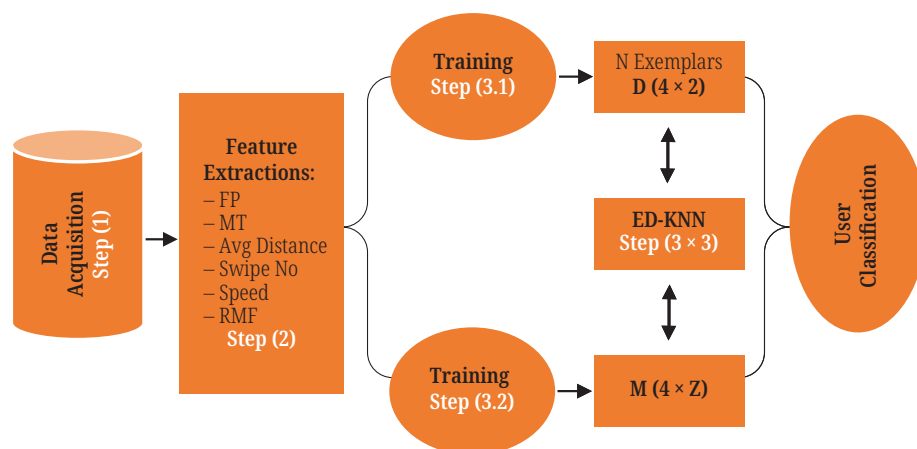 Data
Acquisition
Step (1)
Feature
Extractions:
– FP
– MT
– Avg Distance
– Swipe No
– Speed
– RMF
Step (2)
Training
Step (3.1)
Training
Step (3.2)
N Exemplars
D (4 × 2)
ED-KNN
Step (3 × 3)
M (4 × Z)
User
Classification